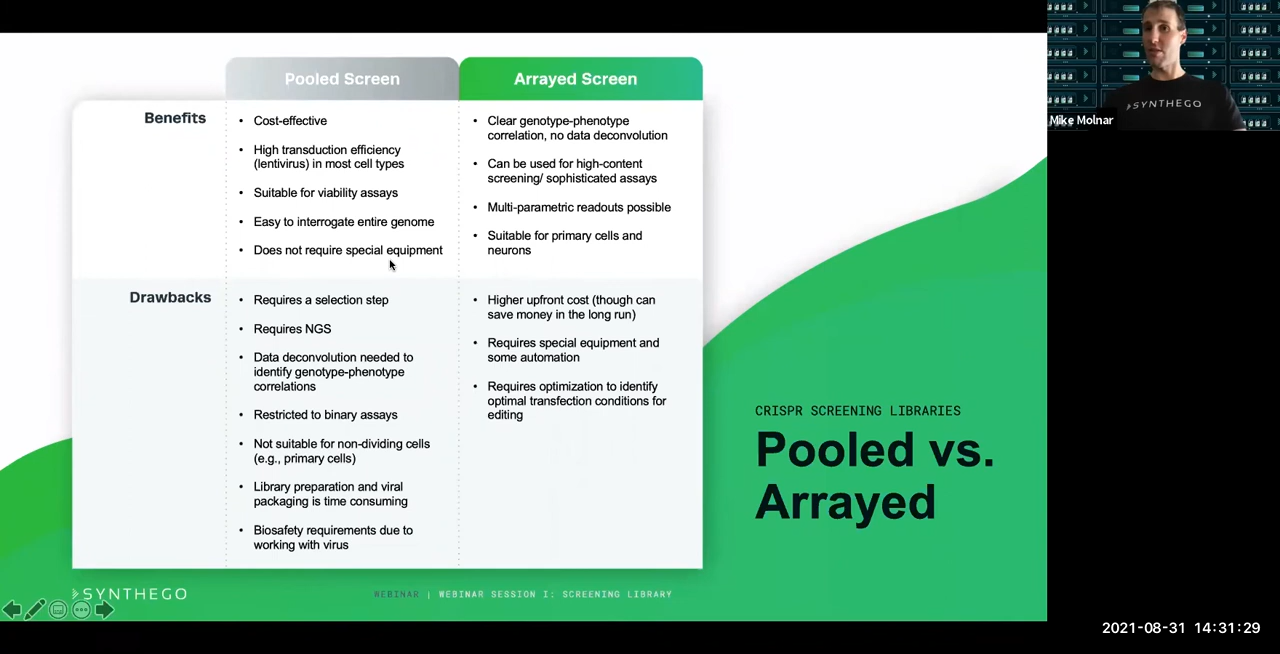 Pooled Screen
Arrayed Screen
Benefits
• Cost-effective
• High transduction efficiency
(lentivirus) in most cell types
• Suitable for viability assays
• Easy to interrogate entire genome
• Does not require special equipment
• Clear genotype-phenotype
correlation, no data deconvolution
• Can be used for high-content
screening/ sophisticated assays
• Multi-parametric readouts possible
• Suitable for primary cells and
neurons
Drawbacks
• Requires a selection step
• Requires NGS
• Data deconvolution needed to
identify genotype-phenotype
correlations
• Restricted to binary assays
• Not suitable for non-dividing cells
(e.g., primary cells)
• Library preparation and viral
packaging is time consuming
• Biosafety requirements due to
working with virus
• Higher upfront cost (though can
save money in the long run)
• Requires special equipment and
some automation
• Requires optimization to identify
optimal transfection conditions for
editing
CRISPR SCREENING LIBRARIES
Pooled vs.
Arrayed
SYNTHEGO
WEBINAR | WEBINAR SESSION I: SCREENING LIBRARY
SYNTHEGO
Mike Molnar
2021-08-31 14:31:29